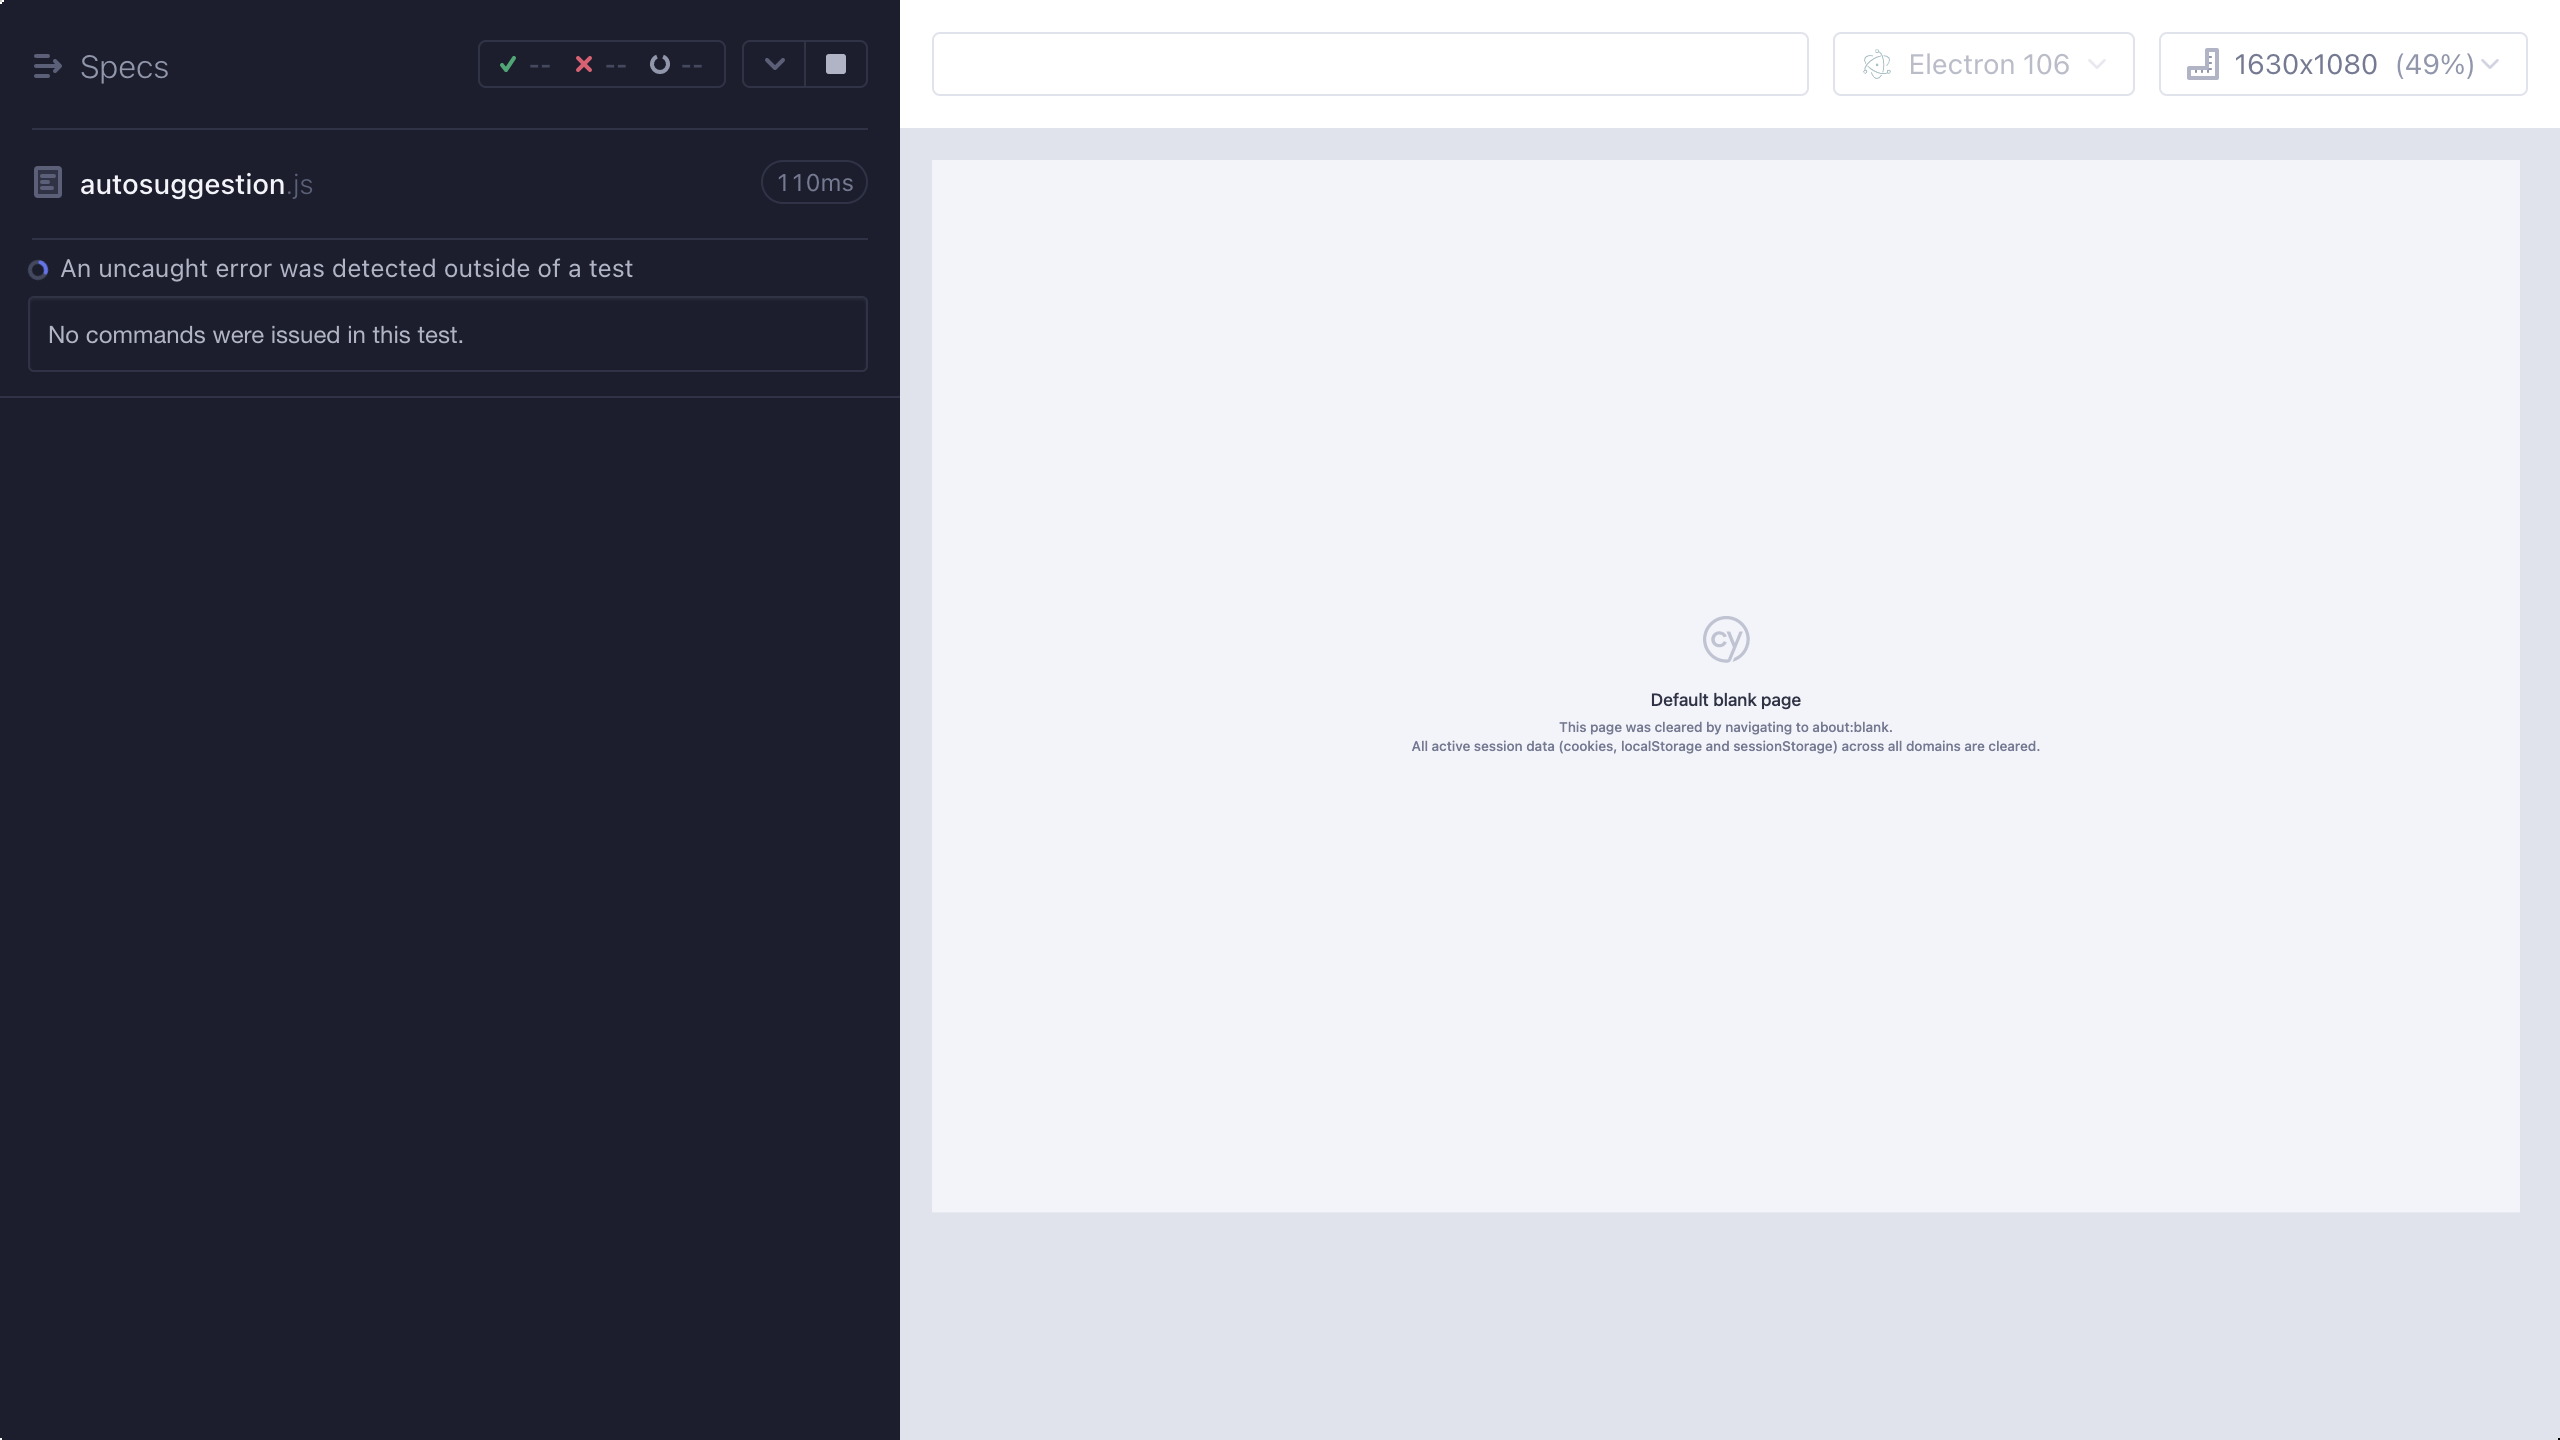 Specs
--
--
--
Electron 106
1630x1080 (49%)
autosuggestion.js
110ms
An uncaught error was detected outside of a test
No commands were issued in this test.
cy
Default blank page
This page was cleared by navigating to about:blank.
All active session data (cookies, localStorage and sessionStorage) across all domains are cleared.